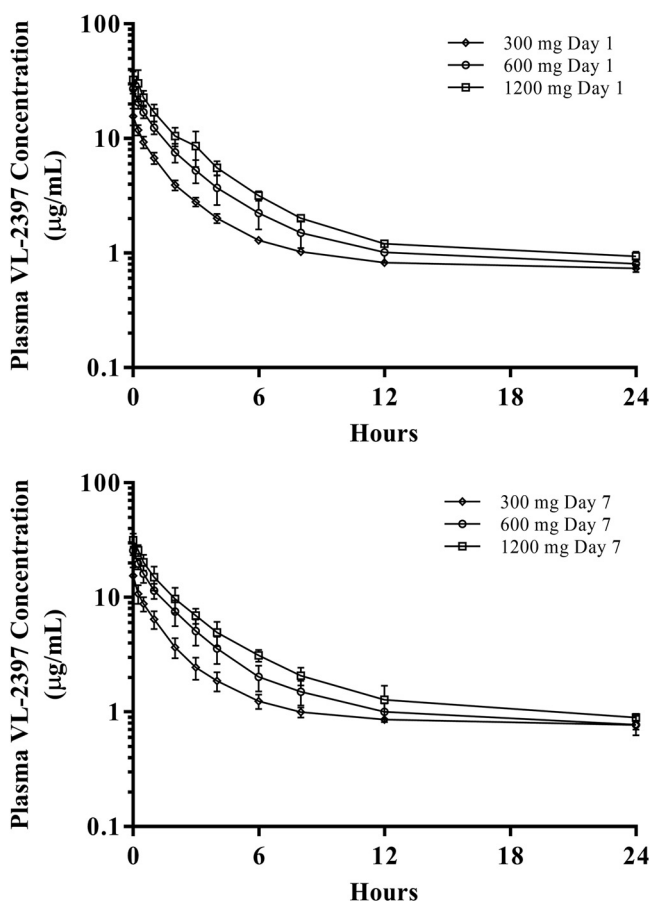 Plasma VL-2397 Concentration
(μg/mL)
100
10
1
0.1
300 mg Day 1
600 mg Day 1
1200 mg Day 1
0 6 12 18 24
Hours
Plasma VL-2397 Concentration
(μg/mL)
100
10
1
0.1
300 mg Day 7
600 mg Day 7
1200 mg Day 7
0 6 12 18 24
Hours